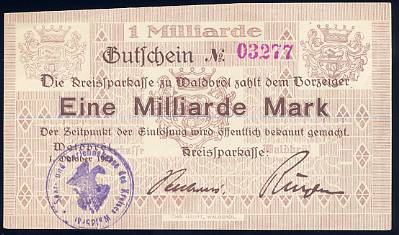 1 Milliarde
Gutschein № 03277
Die Kreissparkasse zu Waldbröl zahlt dem Vorzeiger
Eine Milliarde Mark
Der Zeitpunkt der Einlösung wird öffentlich bekannt gemacht.
Waldbröl
1. Oktober
Kreissparkasse: